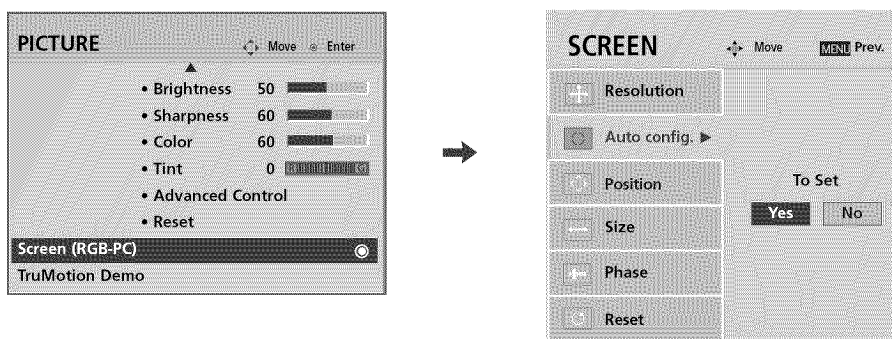 PICTURE
Move Enter
• Brightness 50
• Sharpness 60
• Color 60
• Tint 0 R G
• Advanced Control
• Reset
Screen (RGB-PC)
TruMotion Demo
SCREEN
Move MENU Prev.
Resolution
Auto config. ▶
Position
Size
Phase
Reset
To Set
Yes No